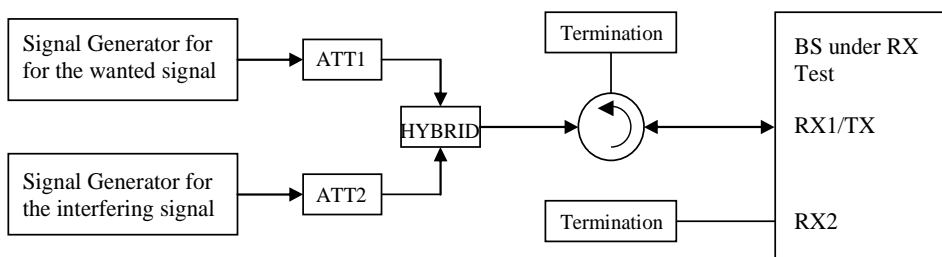 Signal Generator for
for the wanted signal
ATT1
HYBRID
Signal Generator for
the interfering signal
ATT2
Termination
Termination
BS under RX
Test
RX1/TX
RX2